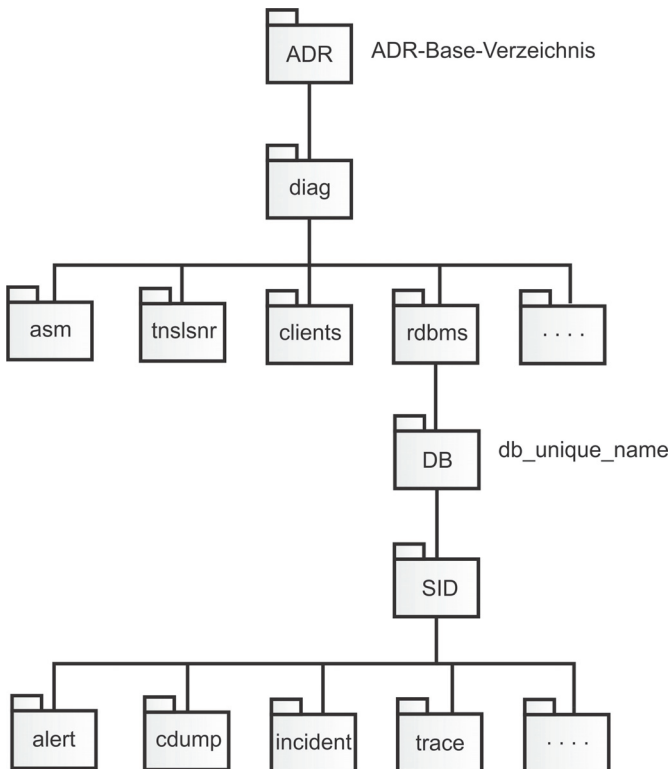 ADR
ADR-Base-Verzeichnis
diag
asm
tnslsnr
clients
rdbms
. . . .
DB
db_unique_name
SID
alert
cdump
incident
trace
. . . .